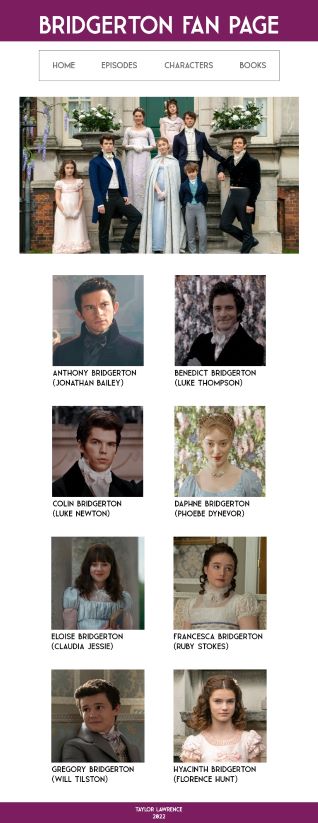 BRIDGERTON FAN PAGE
HOME EPISODES CHARACTERS BOOKS
ANTHONY BRIDGERTON
(JONATHAN BAILEY)
BENEDICT BRIDGERTON
(LUKE THOMPSON)
COLIN BRIDGERTON
(LUKE NEWTON)
DAPHNE BRIDGERTON
(PHOEBE DYNEVOR)
ELOISE BRIDGERTON
(CLAUDIA JESSIE)
FRANCESCA BRIDGERTON
(RUBY STOKES)
GREGORY BRIDGERTON
(WILL TILSTON)
HYACINTH BRIDGERTON
(FLORENCE HUNT)
TAYLOR LAWRENCE
2022